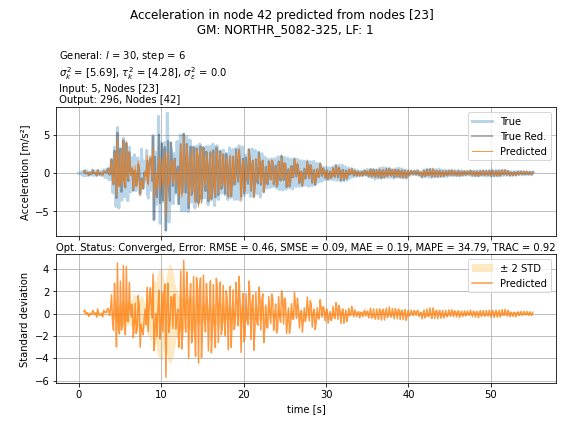 Acceleration in node 42 predicted from nodes [23]
GM: NORTHR_5082-325, LF: 1
General: l = 30, step = 6
σ²ₖ = [5.69], τ²ₖ = [4.28], σ²ε = 0.0
Input: 5, Nodes [23]
Output: 296, Nodes [42]
Acceleration [m/s²]
5
0
−5
True
True Red.
Predicted
Opt. Status: Converged, Error: RMSE = 0.46, SMSE = 0.09, MAE = 0.19, MAPE = 34.79, TRAC = 0.92
Standard deviation
4
2
0
−2
−4
−6
± 2 STD
Predicted
0 10 20 30 40 50
time [s]